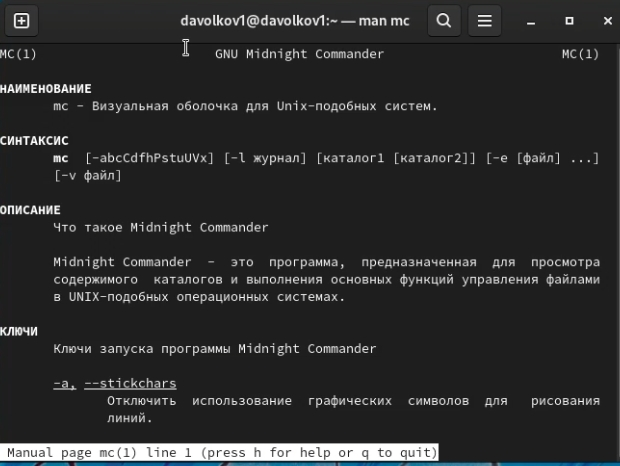 davolkov1@davolkov1:~ — man mc
MC(1) GNU Midnight Commander MC(1)
НАИМЕНОВАНИЕ
mc - Визуальная оболочка для Unix-подобных систем.
СИНТАКСИС
mc [-abcCdfhPstuUVx] [-l журнал] [каталог1 [каталог2]] [-e [файл] ...]
[-v файл]
ОПИСАНИЕ
Что такое Midnight Commander
Midnight Commander – это программа, предназначенная для просмотра
содержимого каталогов и выполнения основных функций управления файлами
в UNIX-подобных операционных системах.
КЛЮЧИ
Ключи запуска программы Midnight Commander
-a, --stickchars
Отключить использование графических символов для рисования
линий.
Manual page mc(1) line 1 (press h for help or q to quit)